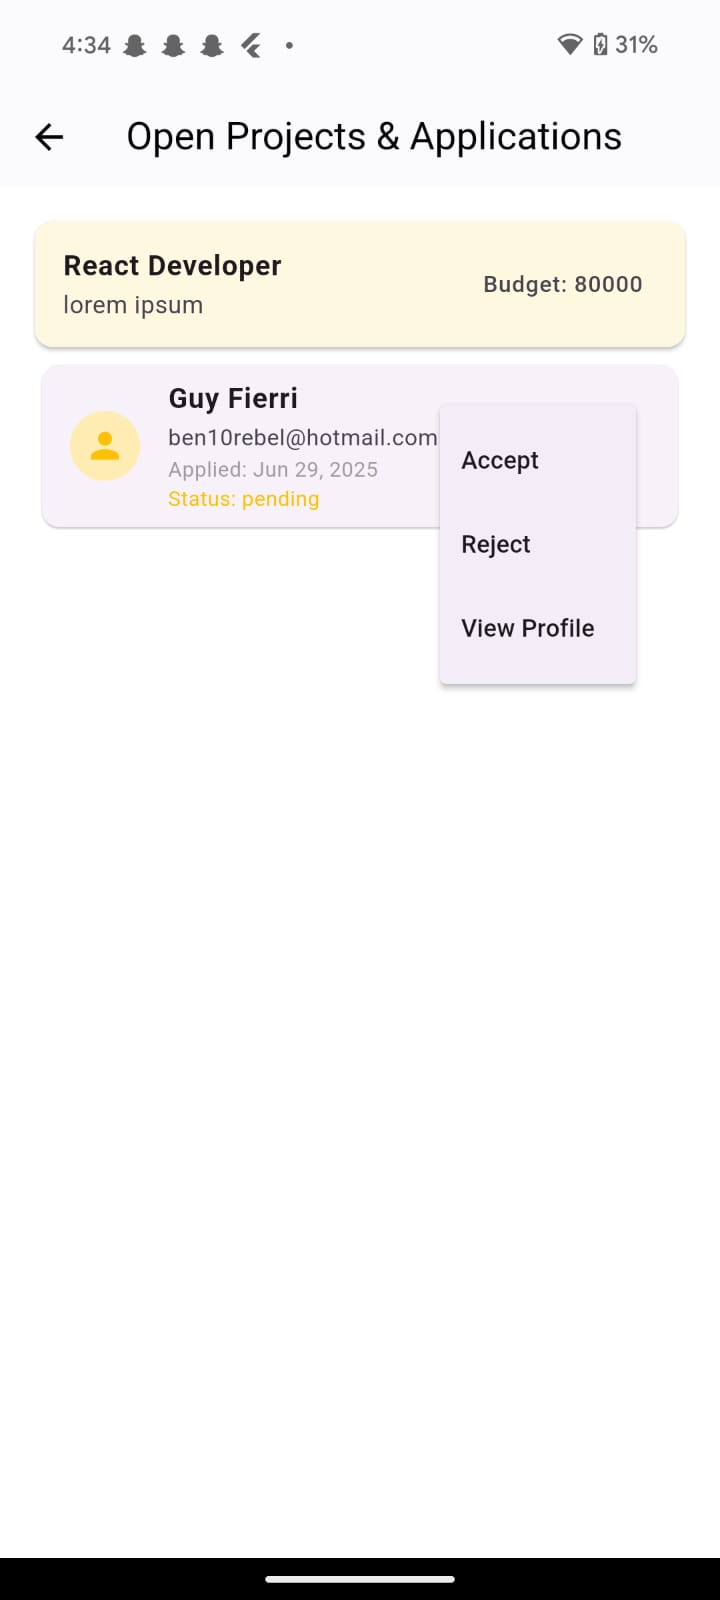 4:34
31%
Open Projects & Applications
React Developer
lorem ipsum
Budget: 80000
Guy Fierri
ben10rebel@hotmail.com
Applied: Jun 29, 2025
Status: pending
Accept
Reject
View Profile